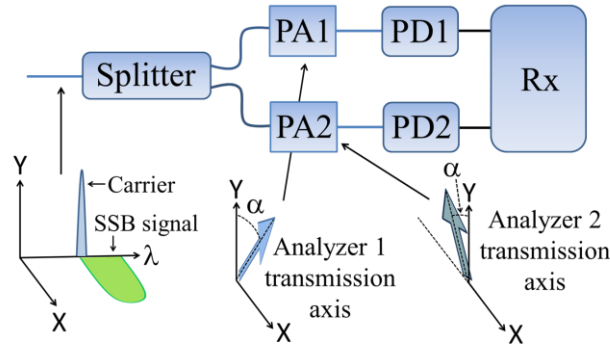 PA1
PD1
Splitter
Rx
PA2
PD2
Y
Carrier
SSB signal
λ
X
Y
α
Analyzer 1
transmission
axis
X
α
Y
Analyzer 2
transmission
axis
X